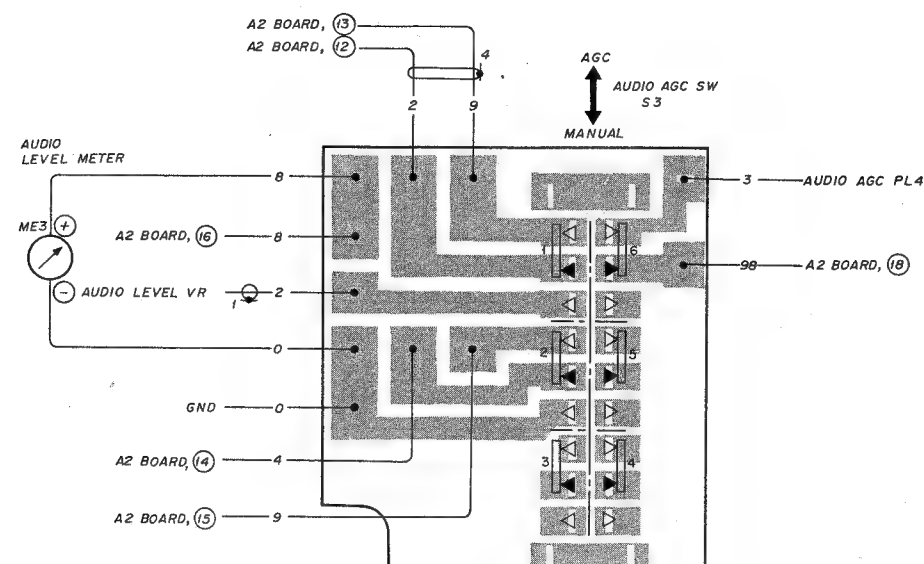 A2 BOARD, 13
A2 BOARD, 12
4
2 9
AGC
AUDIO AGC SW
S3
MANUAL
AUDIO
LEVEL METER
8
3 AUDIO AGC PL4
ME3 +
A2 BOARD, 16 8
1 6
98 A2 BOARD, 18
− AUDIO LEVEL VR 2
1
0
2 5
GND 0
A2 BOARD, 14 4
3 4
A2 BOARD, 15 9